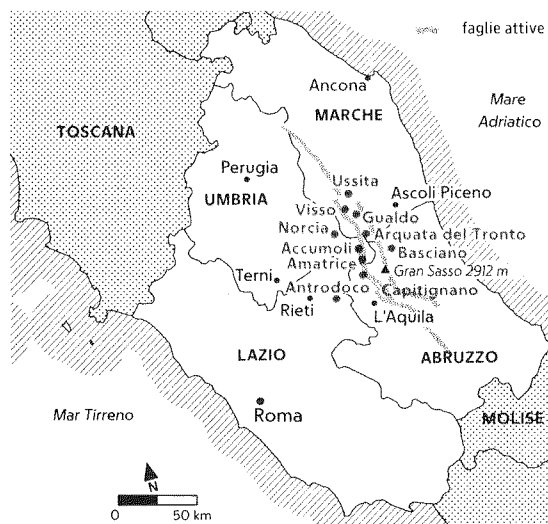 faglie attive
Ancona
MARCHE
Mare
Adriatico
TOSCANA
Perugia
UMBRIA
Ussita
Ascoli Piceno
Visso
Gualdo
Norcia
Arquata del Tronto
Accumoli
Basciano
Amatrice
Gran Sasso 2912 m
Terni
Antrodoco
Capitignano
Rieti
L'Aquila
LAZIO
ABRUZZO
Mar Tirreno
Roma
MOLISE
N
0 50 km